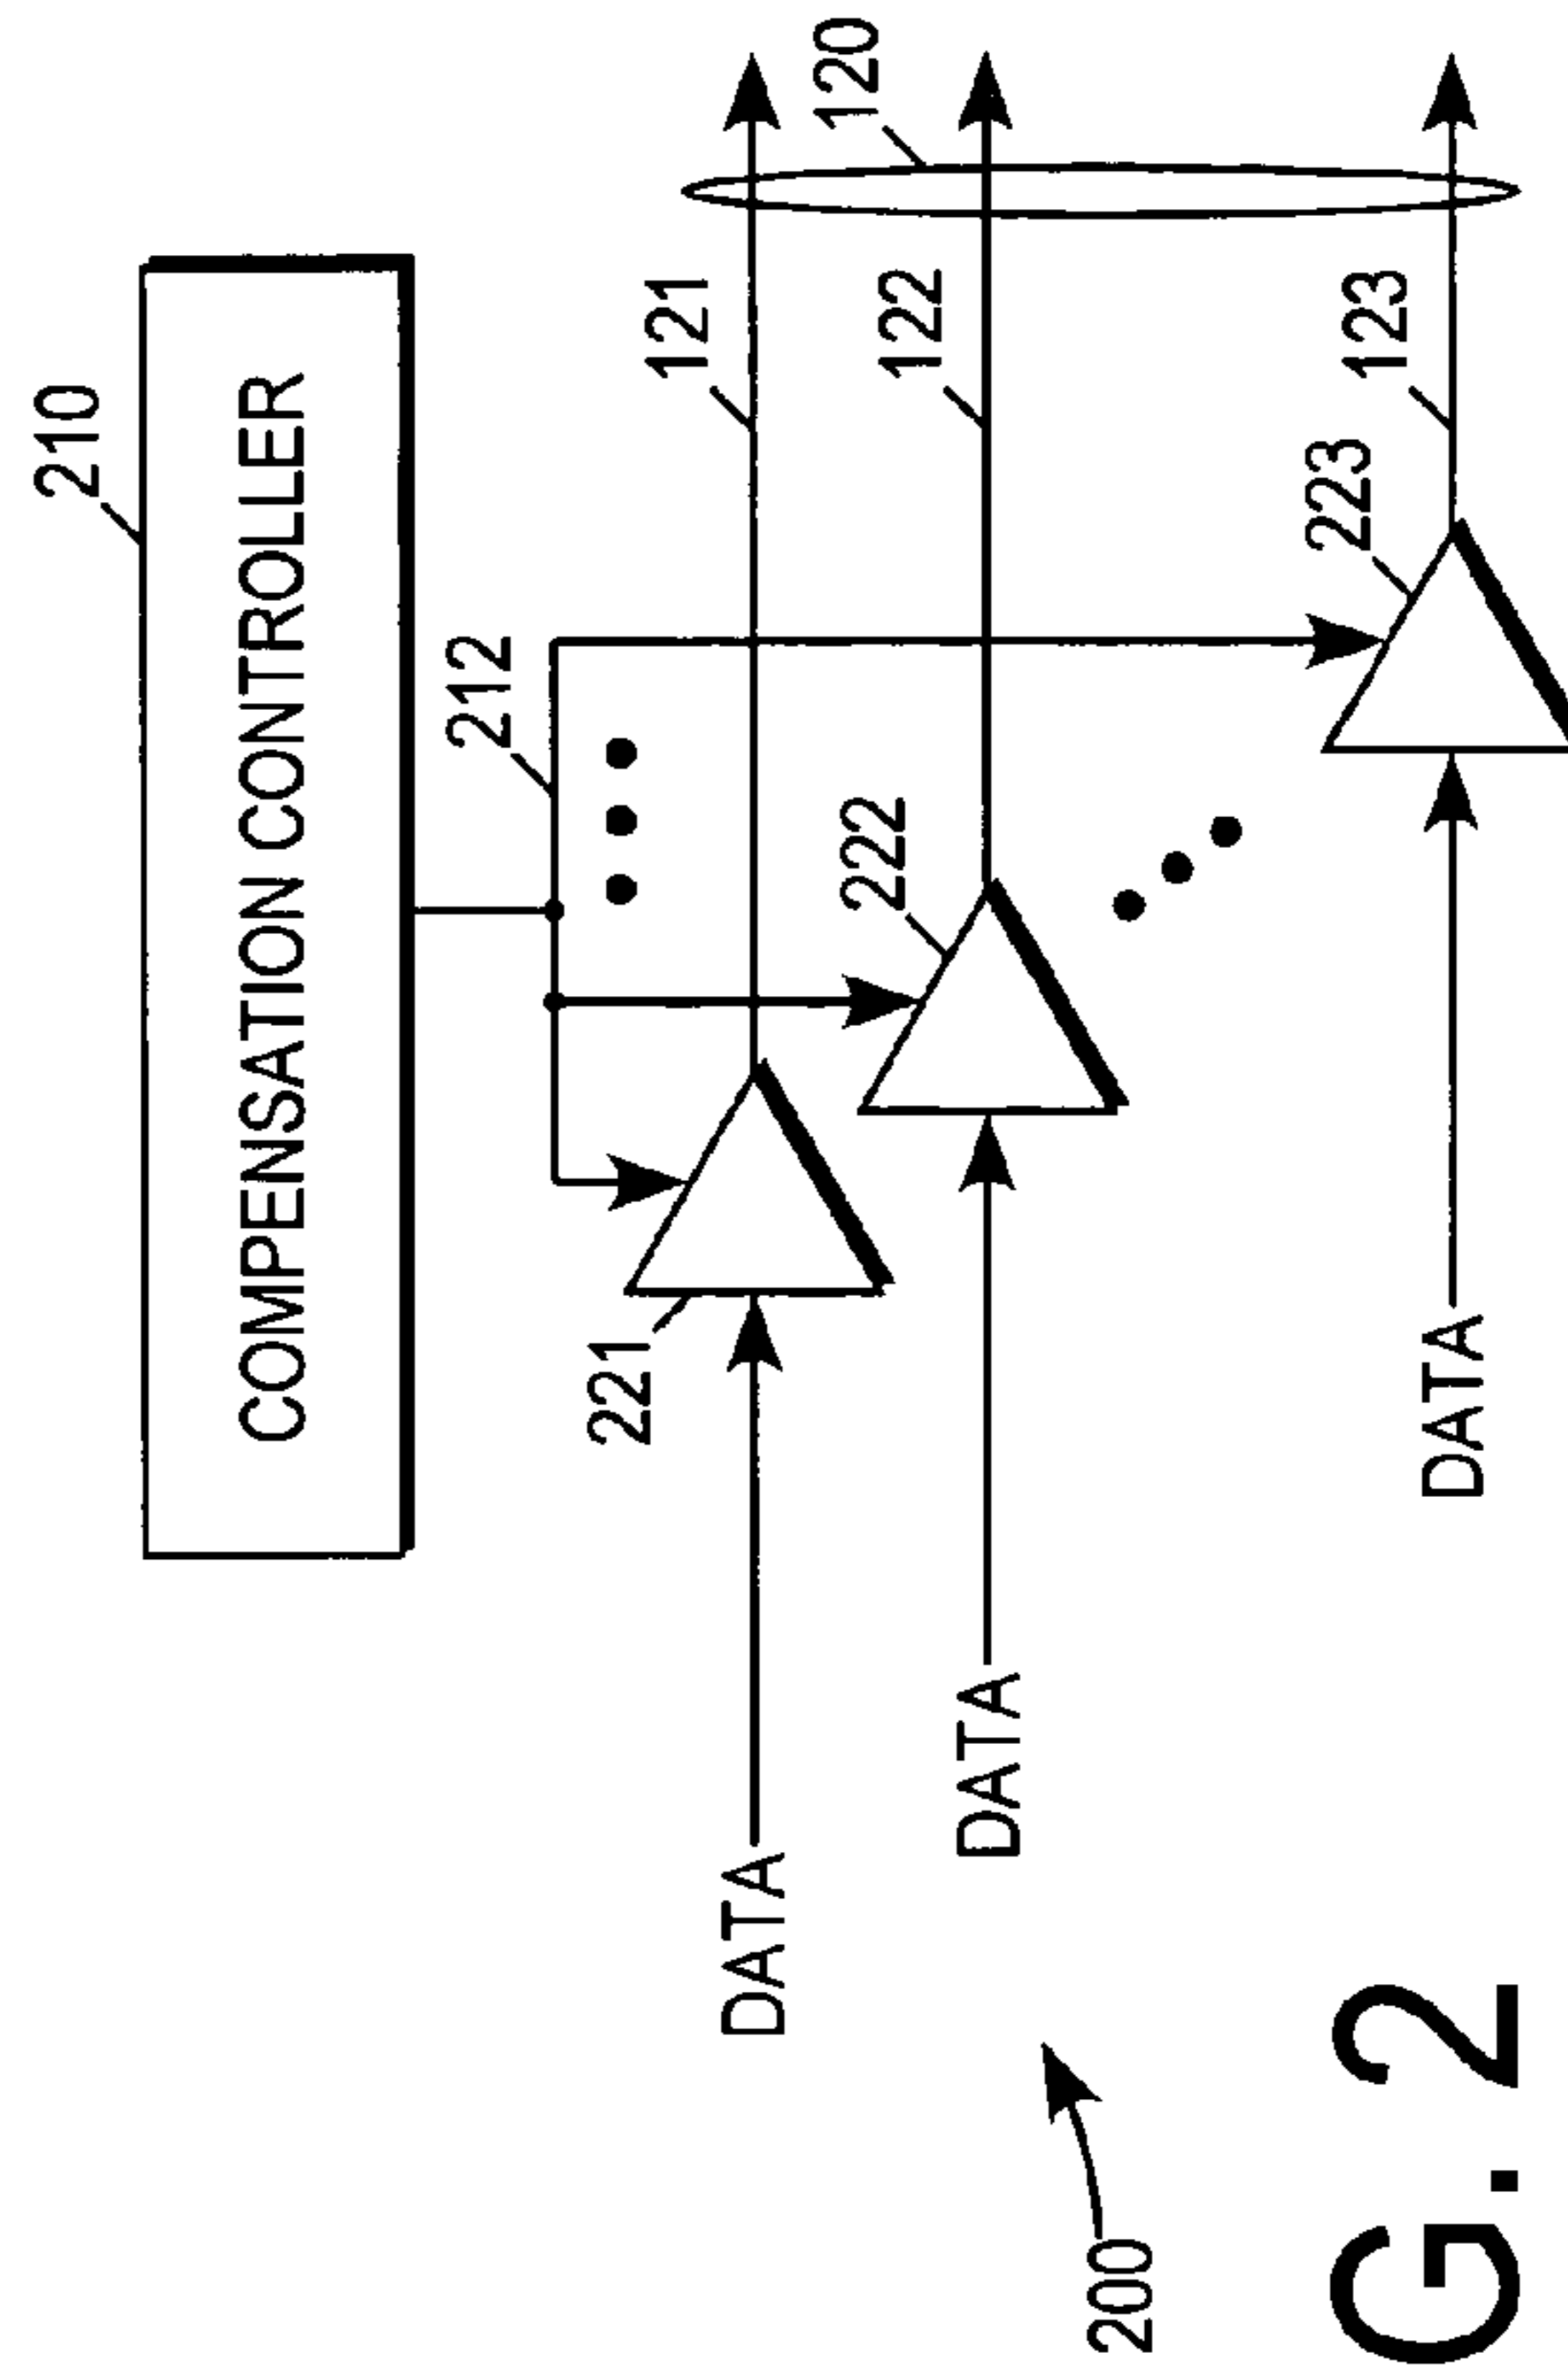 210
COMPENSATION CONTROLLER
212
221
222
223
121
122
123
120
DATA
DATA
DATA
200
G. 2